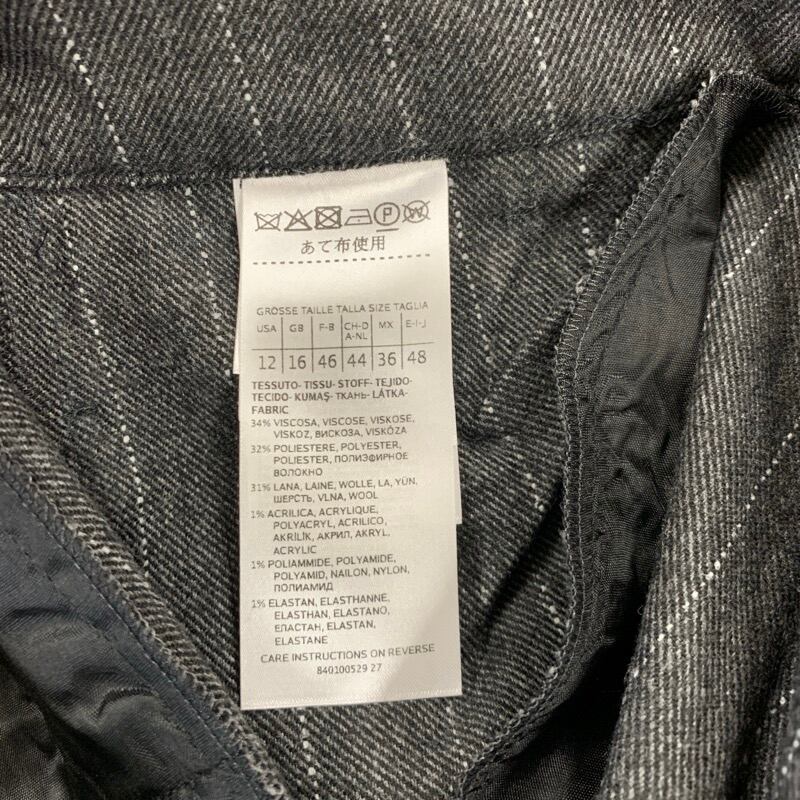 P W
あて布使用
GROSSE TAILLE TALLA SIZE TAGLIA
USA GB F-B CH-D A-NL MX E-I-J
12 16 46 44 36 48
TESSUTO- TISSU- STOFF- TEJIDO-
TECIDO- KUMAŞ- ТКАНЬ- LÁTKA-
FABRIC
34% VISCOSA, VISCOSE, VISKOSE,
VİSKOZ, ВИСКОЗА, VISKÓZA
32% POLIESTERE, POLYESTER,
POLIESTER, ПОЛИЭФИРНОЕ
ВОЛОКНО
31% LANA, LAINE, WOLLE, LA, YÜN,
ШЕРСТЬ, VLNA, WOOL
1% ACRILICA, ACRYLIQUE,
POLYACRYL, ACRILICO,
AKRİLİK, АКРИЛ, AKRYL,
ACRYLIC
1% POLIAMMIDE, POLYAMIDE,
POLYAMID, NAILON, NYLON,
ПОЛИАМИД
1% ELASTAN, ELASTHANNE,
ELASTHAN, ELASTANO,
ЕЛАСТАН, ELASTAN,
ELASTANE
CARE INSTRUCTIONS ON REVERSE
840100529 27